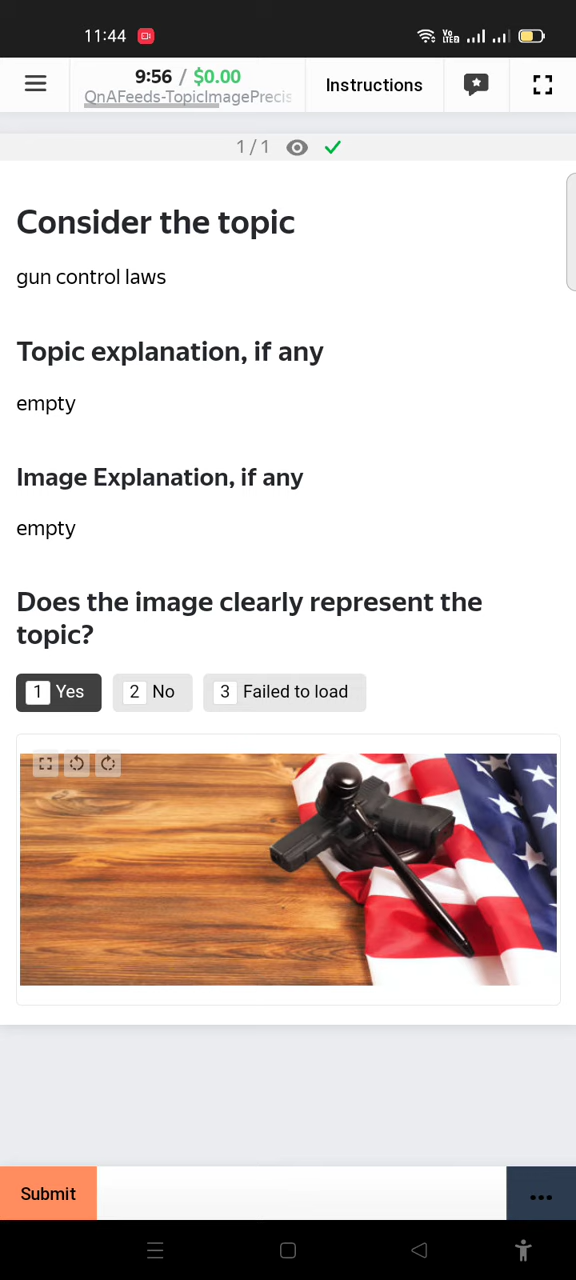 11:44
Vo LTE2
9:56 / $0.00
QnAFeeds-TopicImagePrecis
Instructions
1 / 1
Consider the topic
gun control laws
Topic explanation, if any
empty
Image Explanation, if any
empty
Does the image clearly represent the
topic?
1 Yes
2 No
3 Failed to load
Submit
...